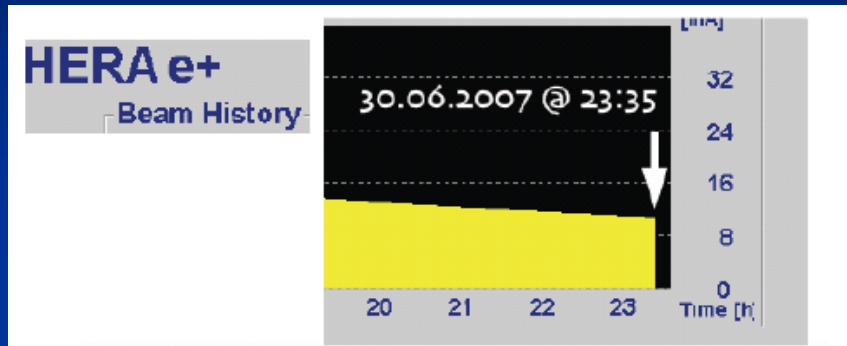 HERA e+
Beam History
[mA]
30.06.2007 @ 23:35
32
24
16
8
0
20 21 22 23 Time [h]